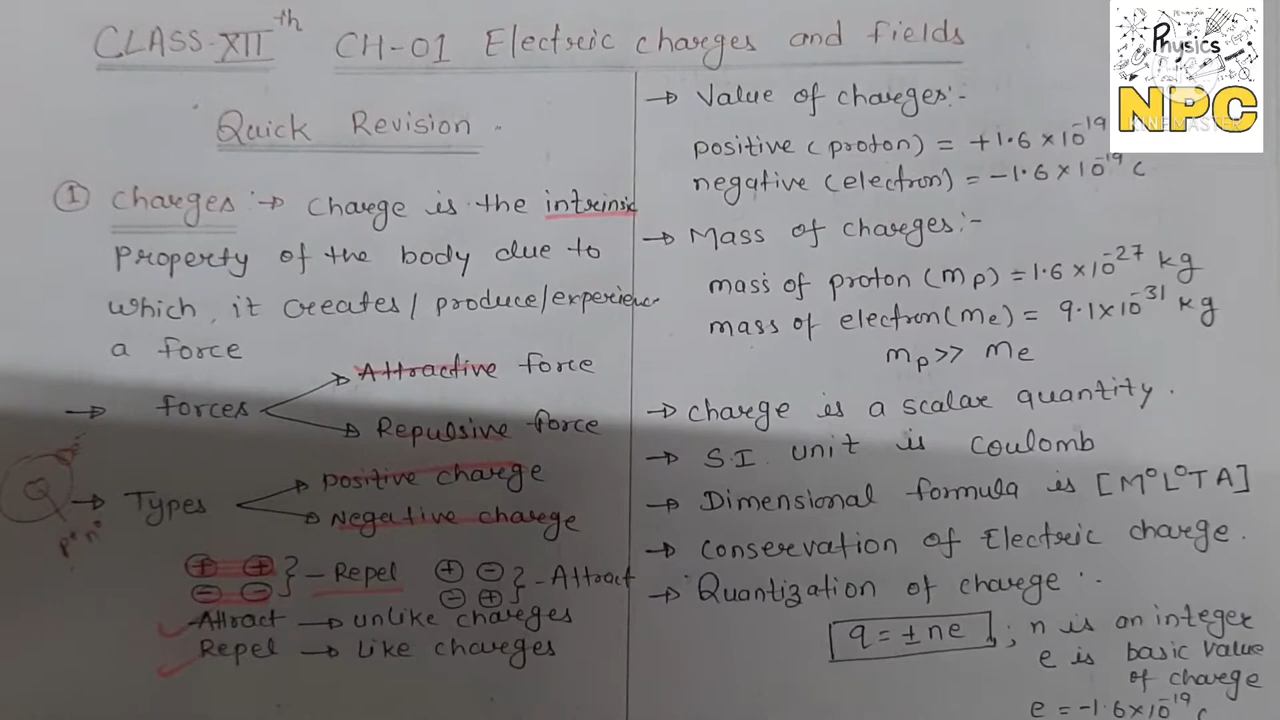 CLASS-XIIth CH-01 Electric charges and fields
Physics
NPC
KINEMASTER
Quick Revision
① Charges → Charge is the intrinsic
property of the body due to
which, it creates/produce/experience
a force
→ forces → Attractive force
→ Repulsive force
Q
p+ n°
→ Types → positive charge
→ Negative charge
⊕ ⊕ } - Repel ⊕ ⊖ } - Attract
⊖ ⊖ ⊖ ⊕
Attract → unlike charges
Repel → Like charges
→ Value of charges:-
positive (proton) = +1.6 × 10⁻¹⁹
negative (electron) = -1.6 × 10⁻¹⁹ C
→ Mass of charges:-
mass of proton (mp) = 1.6 × 10⁻²⁷ kg
mass of electron (me) = 9.1 × 10⁻³¹ kg
mp >> me
→ charge is a scalar quantity.
→ S.I. unit is coulomb
→ Dimensional formula is [M⁰L⁰TA]
→ Conservation of Electric charge.
→ Quantization of charge :-
q = ± ne ; n is an integer
e is basic value
of charge
e = -1.6×10⁻¹⁹ C